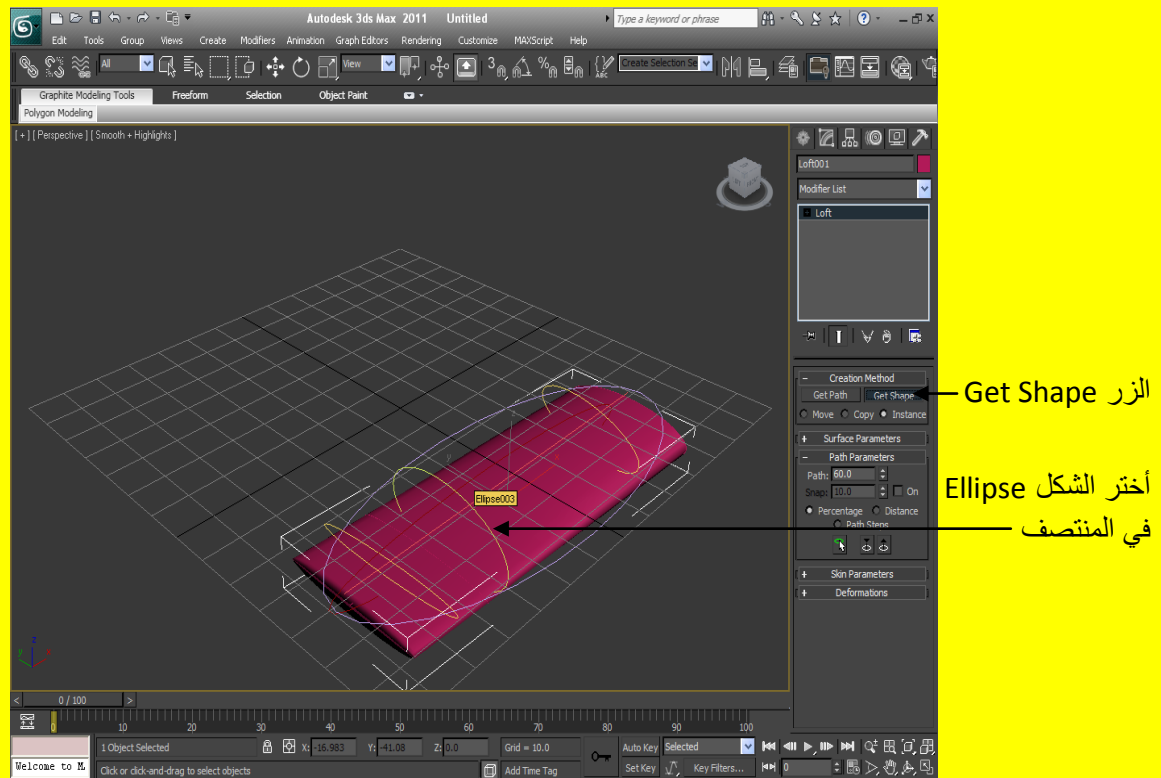 Autodesk 3ds Max 2011 Untitled
Type a keyword or phrase
Edit Tools Group Views Create Modifiers Animation Graph Editors Rendering Customize MAXScript Help
All
View
Create Selection Se
Graphite Modeling Tools Freeform Selection Object Paint
Polygon Modeling
[ + ] [ Perspective ] [ Smooth + Highlights ]
Loft001
Modifier List
Loft
Creation Method
Get Path Get Shape
Move Copy Instance
Surface Parameters
Path Parameters
Path: 60.0
Snap: 10.0 On
Percentage Distance
Path Steps
Skin Parameters
Deformations
الزر Get Shape
أختر الشكل Ellipse
في المنتصف
Ellipse003
z
y
0 / 100
0 10 20 30 40 50 60 70 80 90 100
1 Object Selected X: -16.983 Y: -41.08 Z: 0.0 Grid = 10.0 Auto Key Selected
Welcome to M. Click or click-and-drag to select objects Add Time Tag Set Key Key Filters... 0